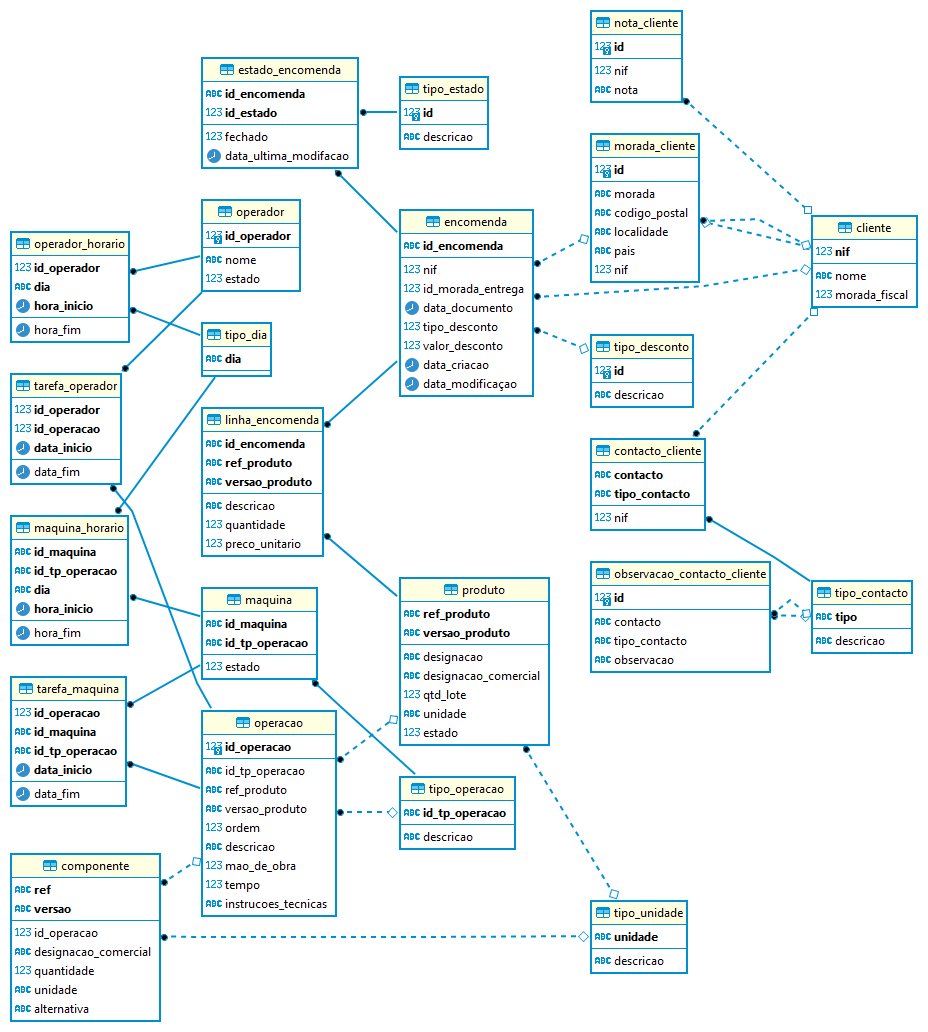 nota_cliente
123 id
123 nif
ABC nota
estado_encomenda
ABC id_encomenda
123 id_estado
123 fechado
data_ultima_modifacao
tipo_estado
123 id
ABC descricao
morada_cliente
123 id
ABC morada
ABC codigo_postal
ABC localidade
ABC pais
123 nif
operador
123 id_operador
ABC nome
123 estado
encomenda
ABC id_encomenda
123 nif
123 id_morada_entrega
data_documento
123 tipo_desconto
123 valor_desconto
data_criacao
data_modificaçao
cliente
123 nif
ABC nome
123 morada_fiscal
operador_horario
123 id_operador
ABC dia
hora_inicio
hora_fim
tipo_dia
ABC dia
tipo_desconto
123 id
ABC descricao
tarefa_operador
123 id_operador
123 id_operacao
data_inicio
data_fim
linha_encomenda
ABC id_encomenda
ABC ref_produto
ABC versao_produto
ABC descricao
123 quantidade
123 preco_unitario
contacto_cliente
ABC contacto
ABC tipo_contacto
123 nif
maquina_horario
ABC id_maquina
ABC id_tp_operacao
ABC dia
hora_inicio
hora_fim
observacao_contacto_cliente
123 id
ABC contacto
ABC tipo_contacto
ABC observacao
tipo_contacto
ABC tipo
ABC descricao
maquina
ABC id_maquina
ABC id_tp_operacao
123 estado
produto
ABC ref_produto
ABC versao_produto
ABC designacao
ABC designacao_comercial
123 qtd_lote
ABC unidade
123 estado
tarefa_maquina
123 id_operacao
ABC id_maquina
ABC id_tp_operacao
data_inicio
data_fim
operacao
123 id_operacao
ABC id_tp_operacao
ABC ref_produto
ABC versao_produto
123 ordem
ABC descricao
123 mao_de_obra
123 tempo
ABC instrucoes_tecnicas
tipo_operacao
ABC id_tp_operacao
ABC descricao
componente
ABC ref
ABC versao
123 id_operacao
ABC designacao_comercial
123 quantidade
ABC unidade
ABC alternativa
tipo_unidade
ABC unidade
ABC descricao